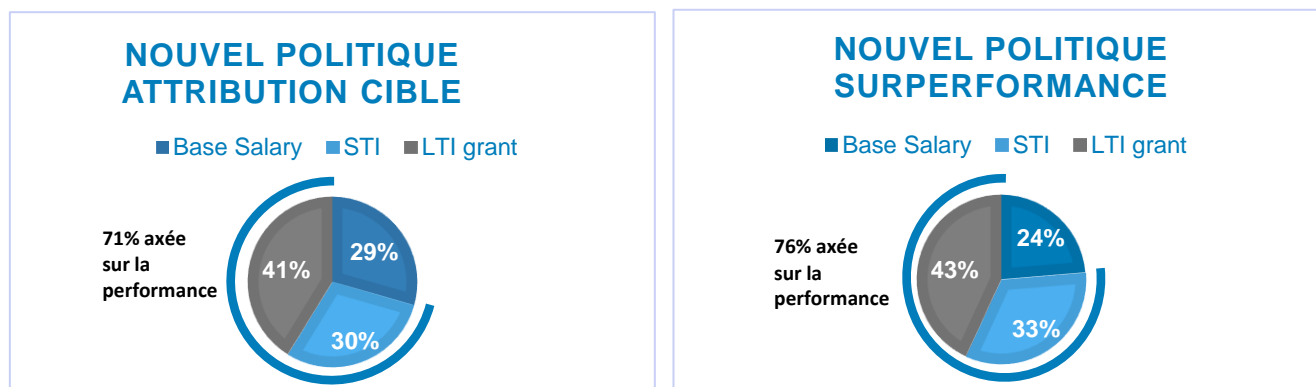 NOUVEL POLITIQUE
ATTRIBUTION CIBLE
Base Salary STI LTI grant
71% axée
sur la
performance
29%
41%
30%
NOUVEL POLITIQUE
SURPERFORMANCE
Base Salary STI LTI grant
76% axée
sur la
performance
24%
43%
33%